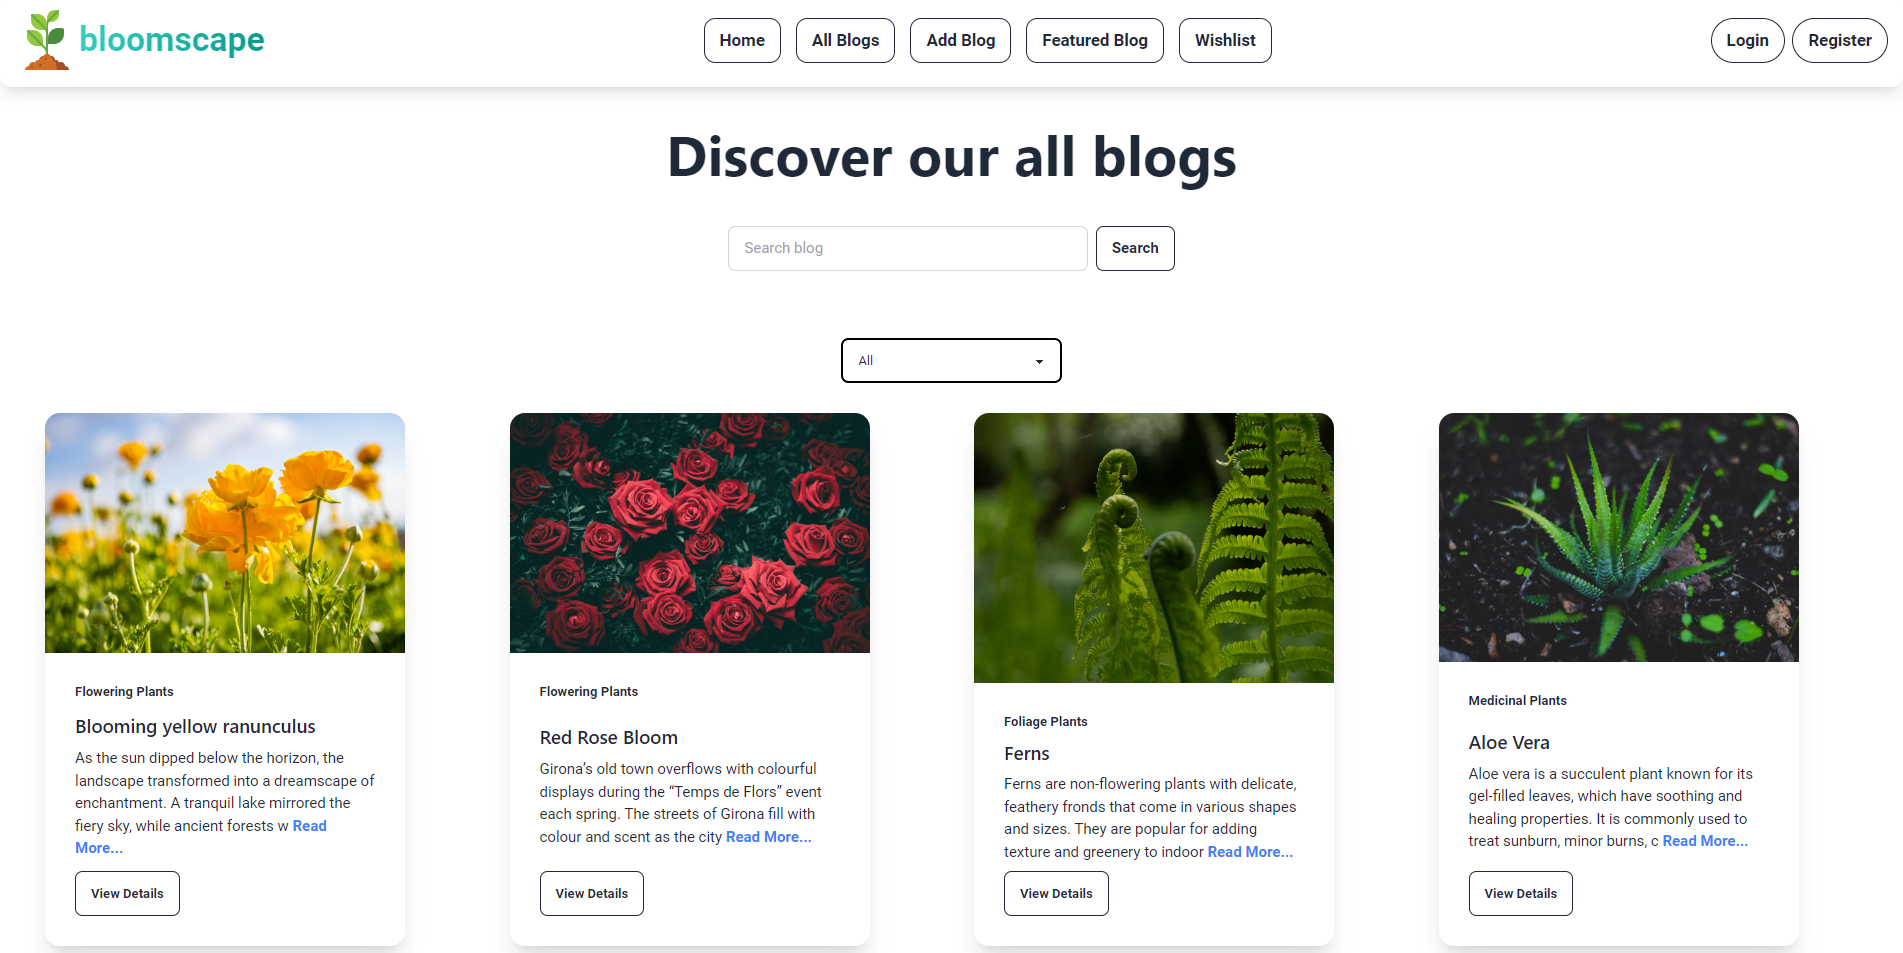 bloomscape
Home
All Blogs
Add Blog
Featured Blog
Wishlist
Login
Register
Discover our all blogs
Search blog
Search
All
Flowering Plants
Blooming yellow ranunculus
As the sun dipped below the horizon, the
landscape transformed into a dreamscape of
enchantment. A tranquil lake mirrored the
fiery sky, while ancient forests w Read
More...
View Details
Flowering Plants
Red Rose Bloom
Girona’s old town overflows with colourful
displays during the “Temps de Flors” event
each spring. The streets of Girona fill with
colour and scent as the city Read More...
View Details
Foliage Plants
Ferns
Ferns are non-flowering plants with delicate,
feathery fronds that come in various shapes
and sizes. They are popular for adding
texture and greenery to indoor Read More...
View Details
Medicinal Plants
Aloe Vera
Aloe vera is a succulent plant known for its
gel-filled leaves, which have soothing and
healing properties. It is commonly used to
treat sunburn, minor burns, c Read More...
View Details